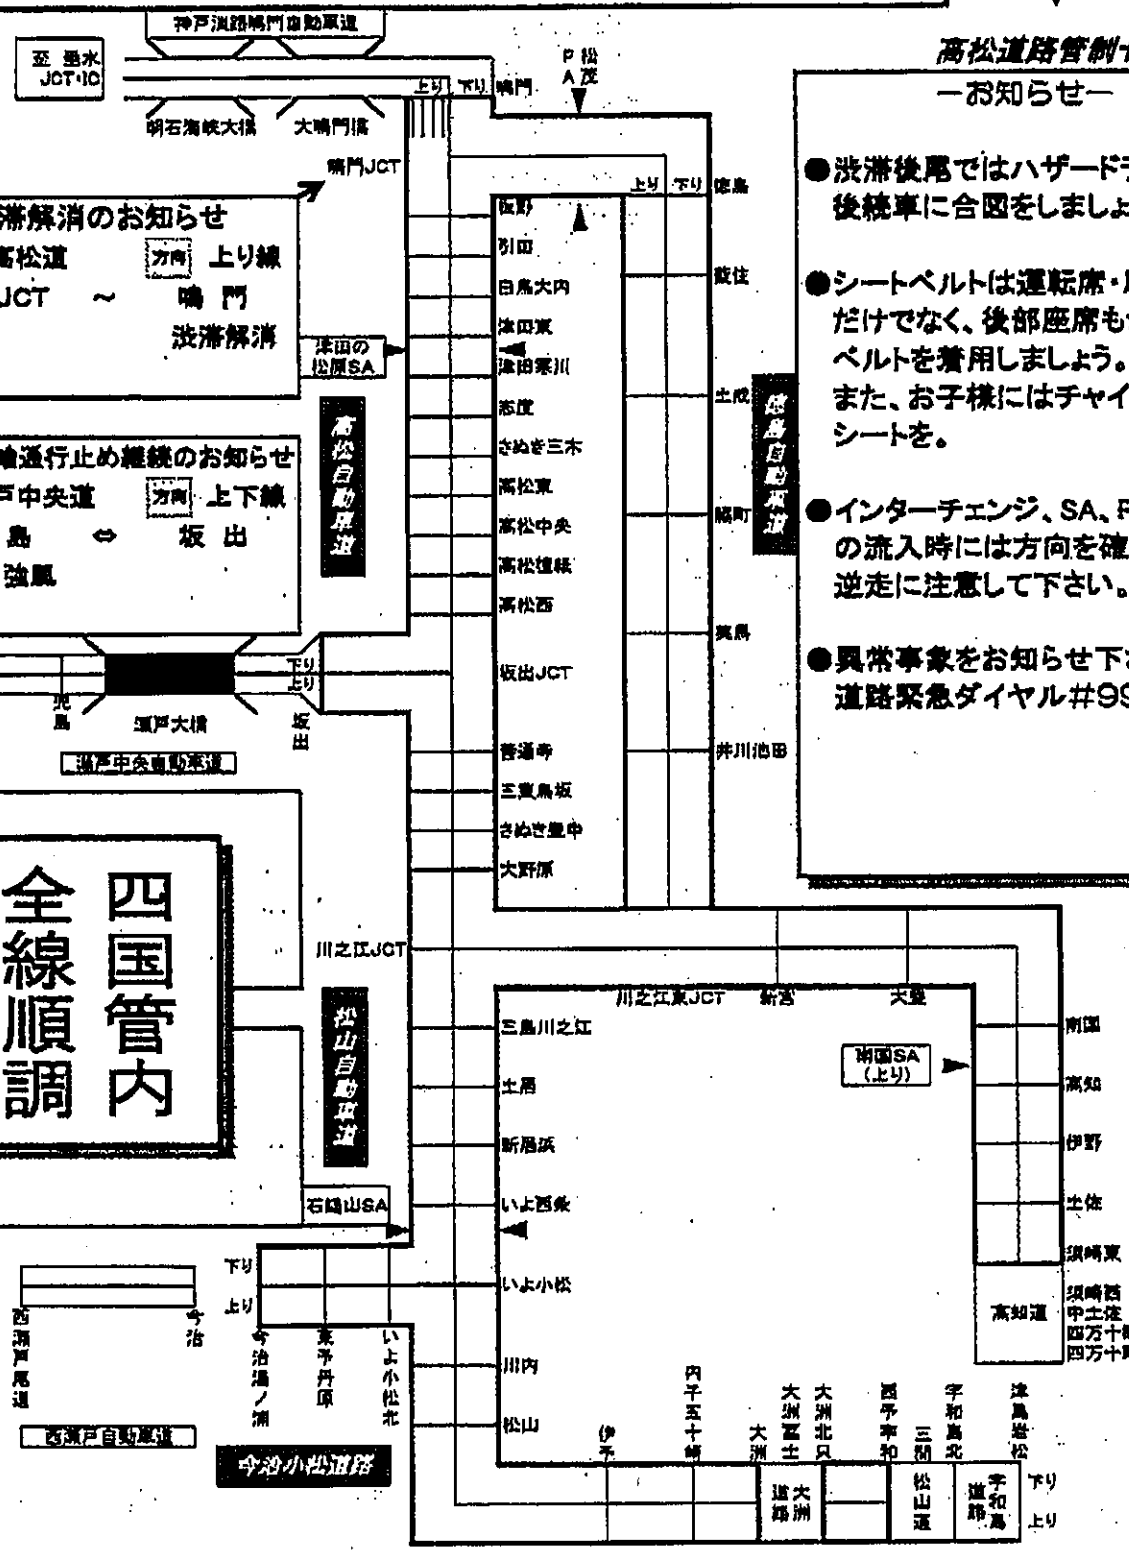 神戸淡路鳴門自動車道
至 垂水
JCT・IC
上り 下り 鳴門
松茂
PA
明石海峡大橋
大鳴門橋
鳴門JCT
高松道路管制
ーお知らせー
●渋滞後尾ではハザード
後続車に合図をしましょ
●シートベルトは運転席・
だけでなく、後部座席も
ベルトを着用しましょう。
また、お子様にはチャイ
シートを。
●インターチェンジ、SA、P
の流入時には方向を確
逆走に注意して下さい。
●異常事象をお知らせ下さ
道路緊急ダイヤル#99
滞解消のお知らせ
高松道 方向 上り線
JCT ～ 鳴 門
渋滞解消
津田の
松原SA
高松自動車道
通行止め継続のお知らせ
戸中央道 方向 上下線
島 ⇔ 坂 出
強風
板野
引田
白鳥大内
津田東
津田寒川
志度
さぬき三木
高松東
高松中央
高松檀紙
高松西
坂出JCT
善通寺
三豊鳥坂
さぬき豊中
大野原
上り 下り 徳島
藍住
土成
脇町
美馬
井川池田
徳島自動車道
下り
上り
児島
瀬戸大橋
坂出
瀬戸中央自動車道
四国管内
全線順調
川之江JCT
川之江東JCT
新宮
大豊
松山自動車道
三島川之江
土居
新居浜
いよ西条
いよ小松
川内
松山
石鎚山SA
南国SA
(上り)
南国
高知
伊野
土佐
須崎東
高知道
須崎西
中土佐
四万十
四万十
下り
上り
西瀬戸尾道
今治
西瀬戸自動車道
今治湯ノ浦
東予丹原
いよ小松北
今治小松道路
伊予
内子五十崎
大洲
大洲冨士
大洲北只
西予宇和
三間
宇和島北
津島岩松
大洲
道路
松山道
宇和島
道路
下り
上り